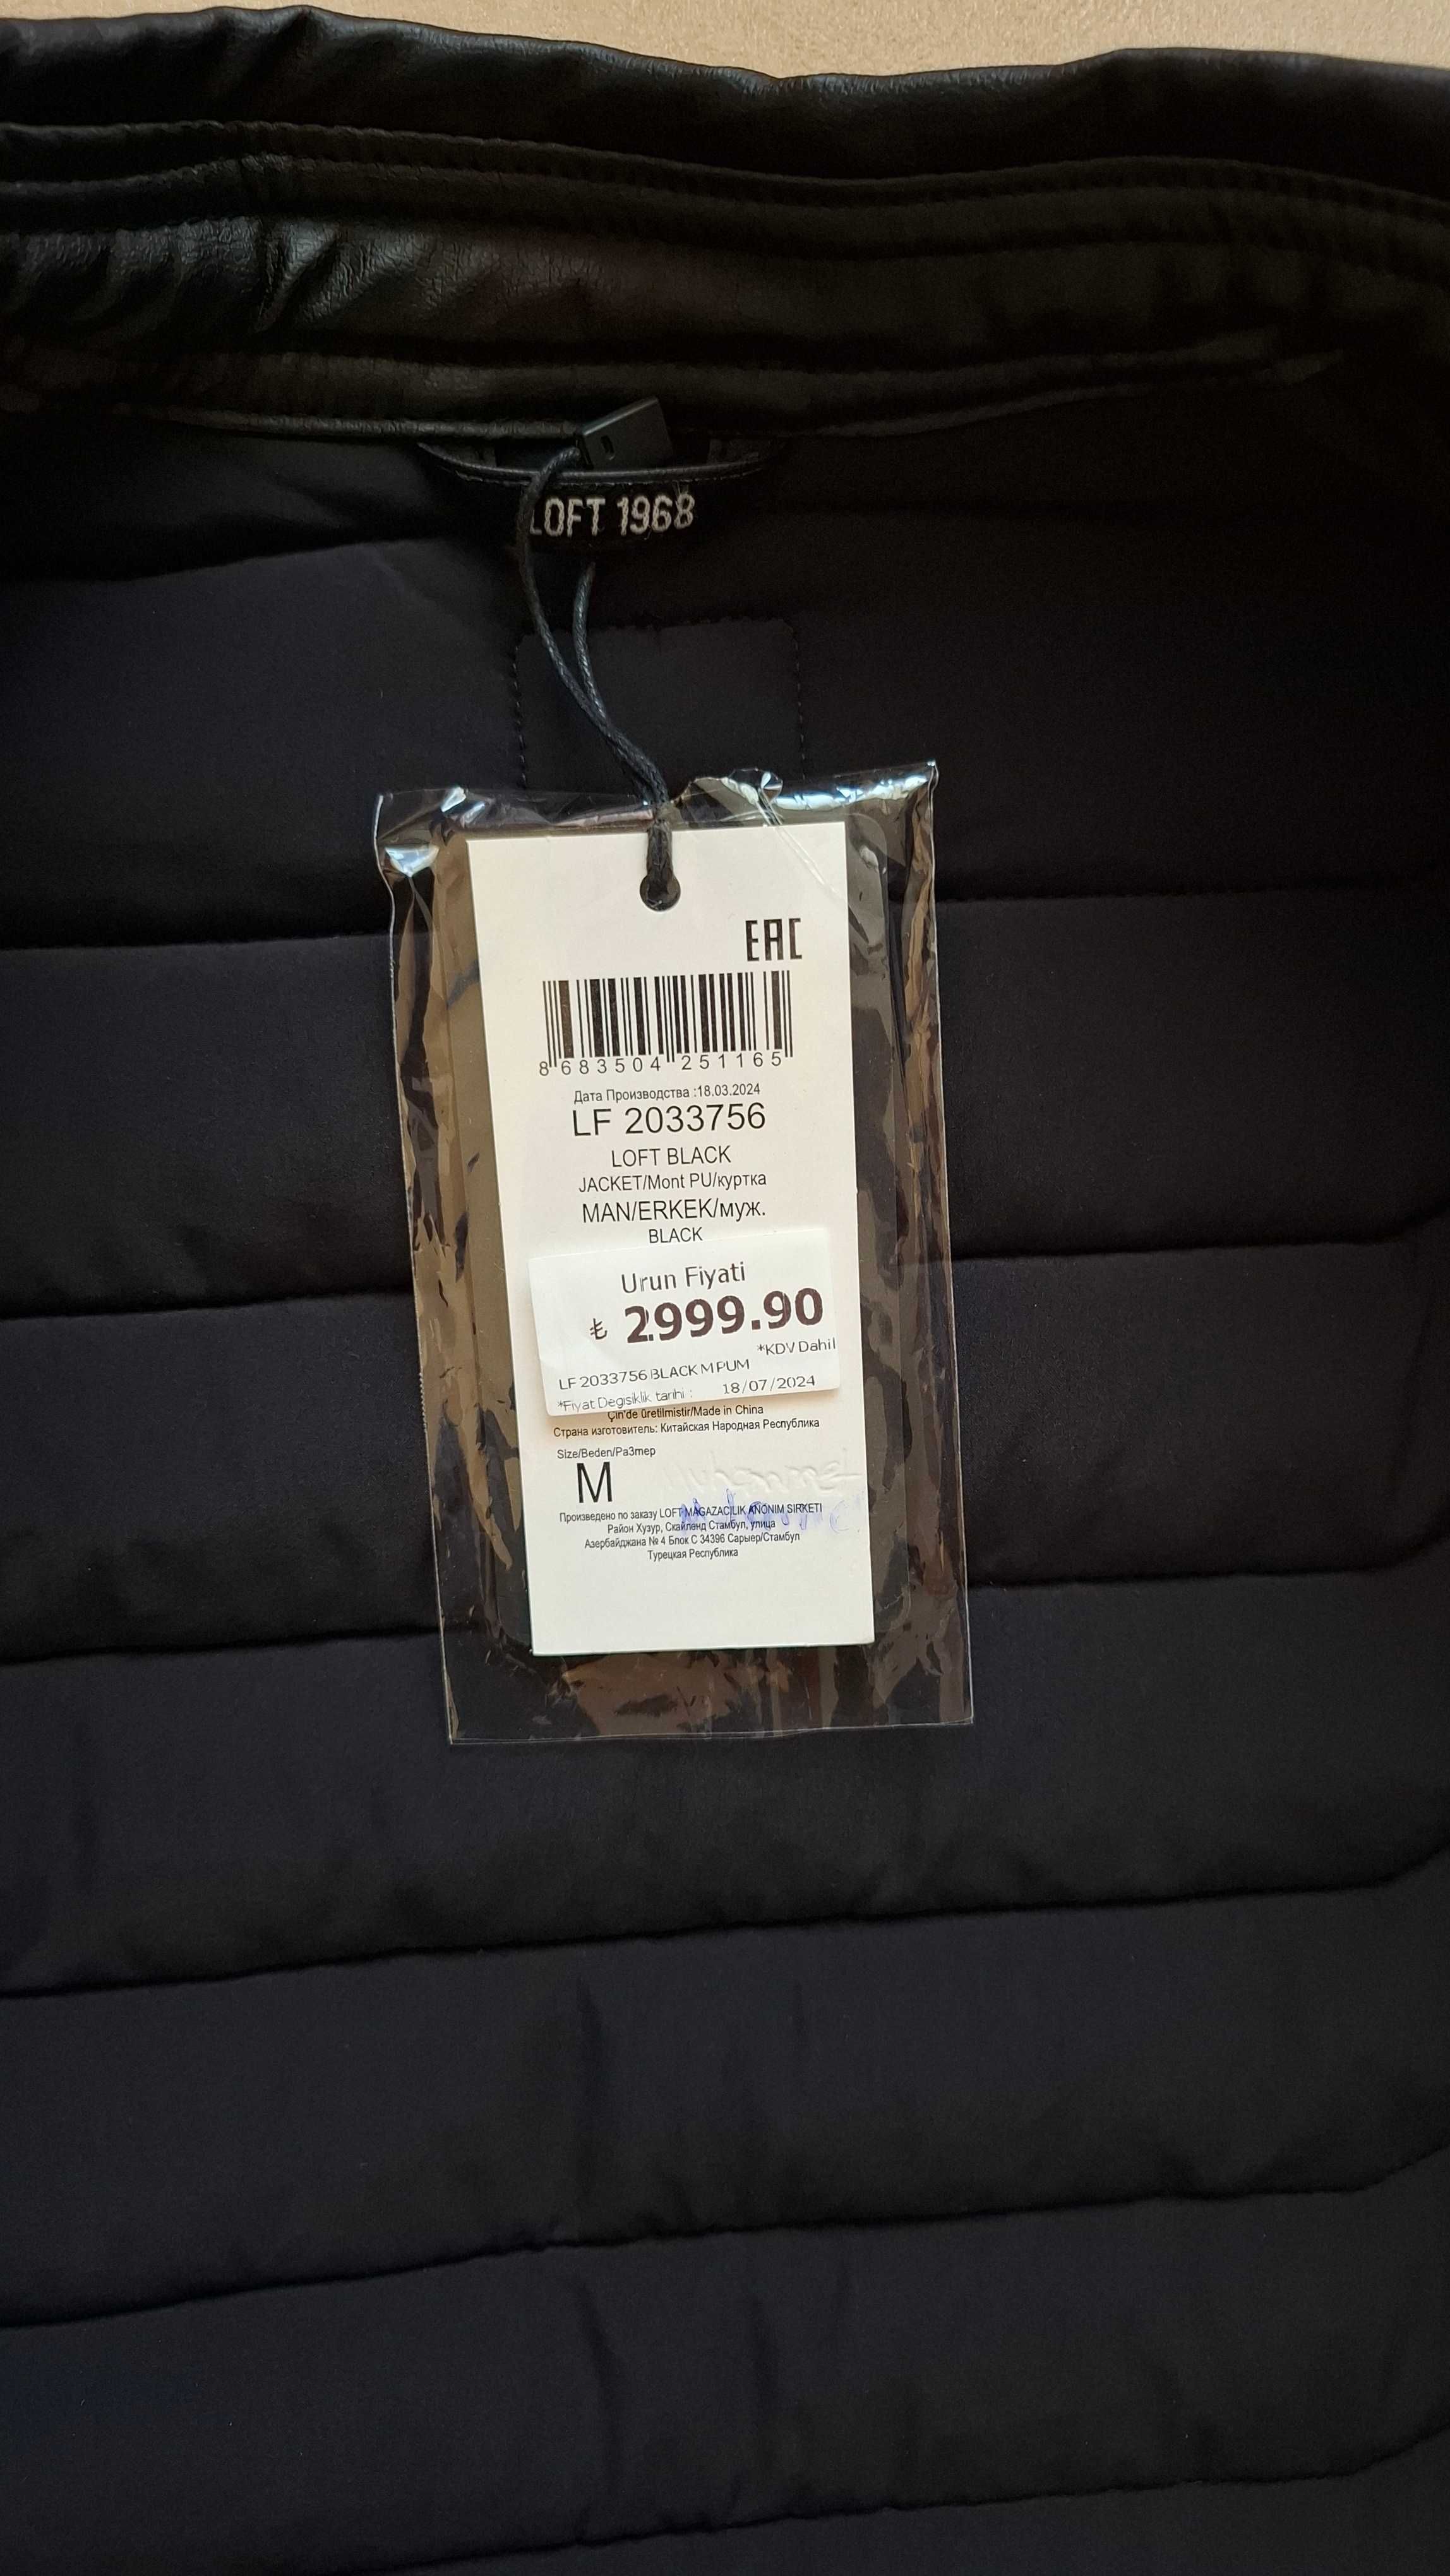 LOFT 1968
EAC
8 683504 251165
Дата Производства :18.03.2024
LF 2033756
LOFT BLACK
JACKET/Mont PU/куртка
MAN/ERKEK/муж.
BLACK
Urun Fiyati
₺ 2999.90
*KDV Dahil
LF 2033756 BLACK M PUM
*Fiyat Degisiklik tarihi : 18/07/2024
Çin'de üretilmistir/Made in China
Страна изготовитель: Китайская Народная Республика
Size/Beden/Pa3mep
M
Произведено по заказу LOFT MAGAZACILIK ANONIM SIRKETI
Район Хузур, Скайленд Стамбул, улица
Азербайджана № 4 Блок С 34396 Сарыер/Стамбул
Турецкая Республика